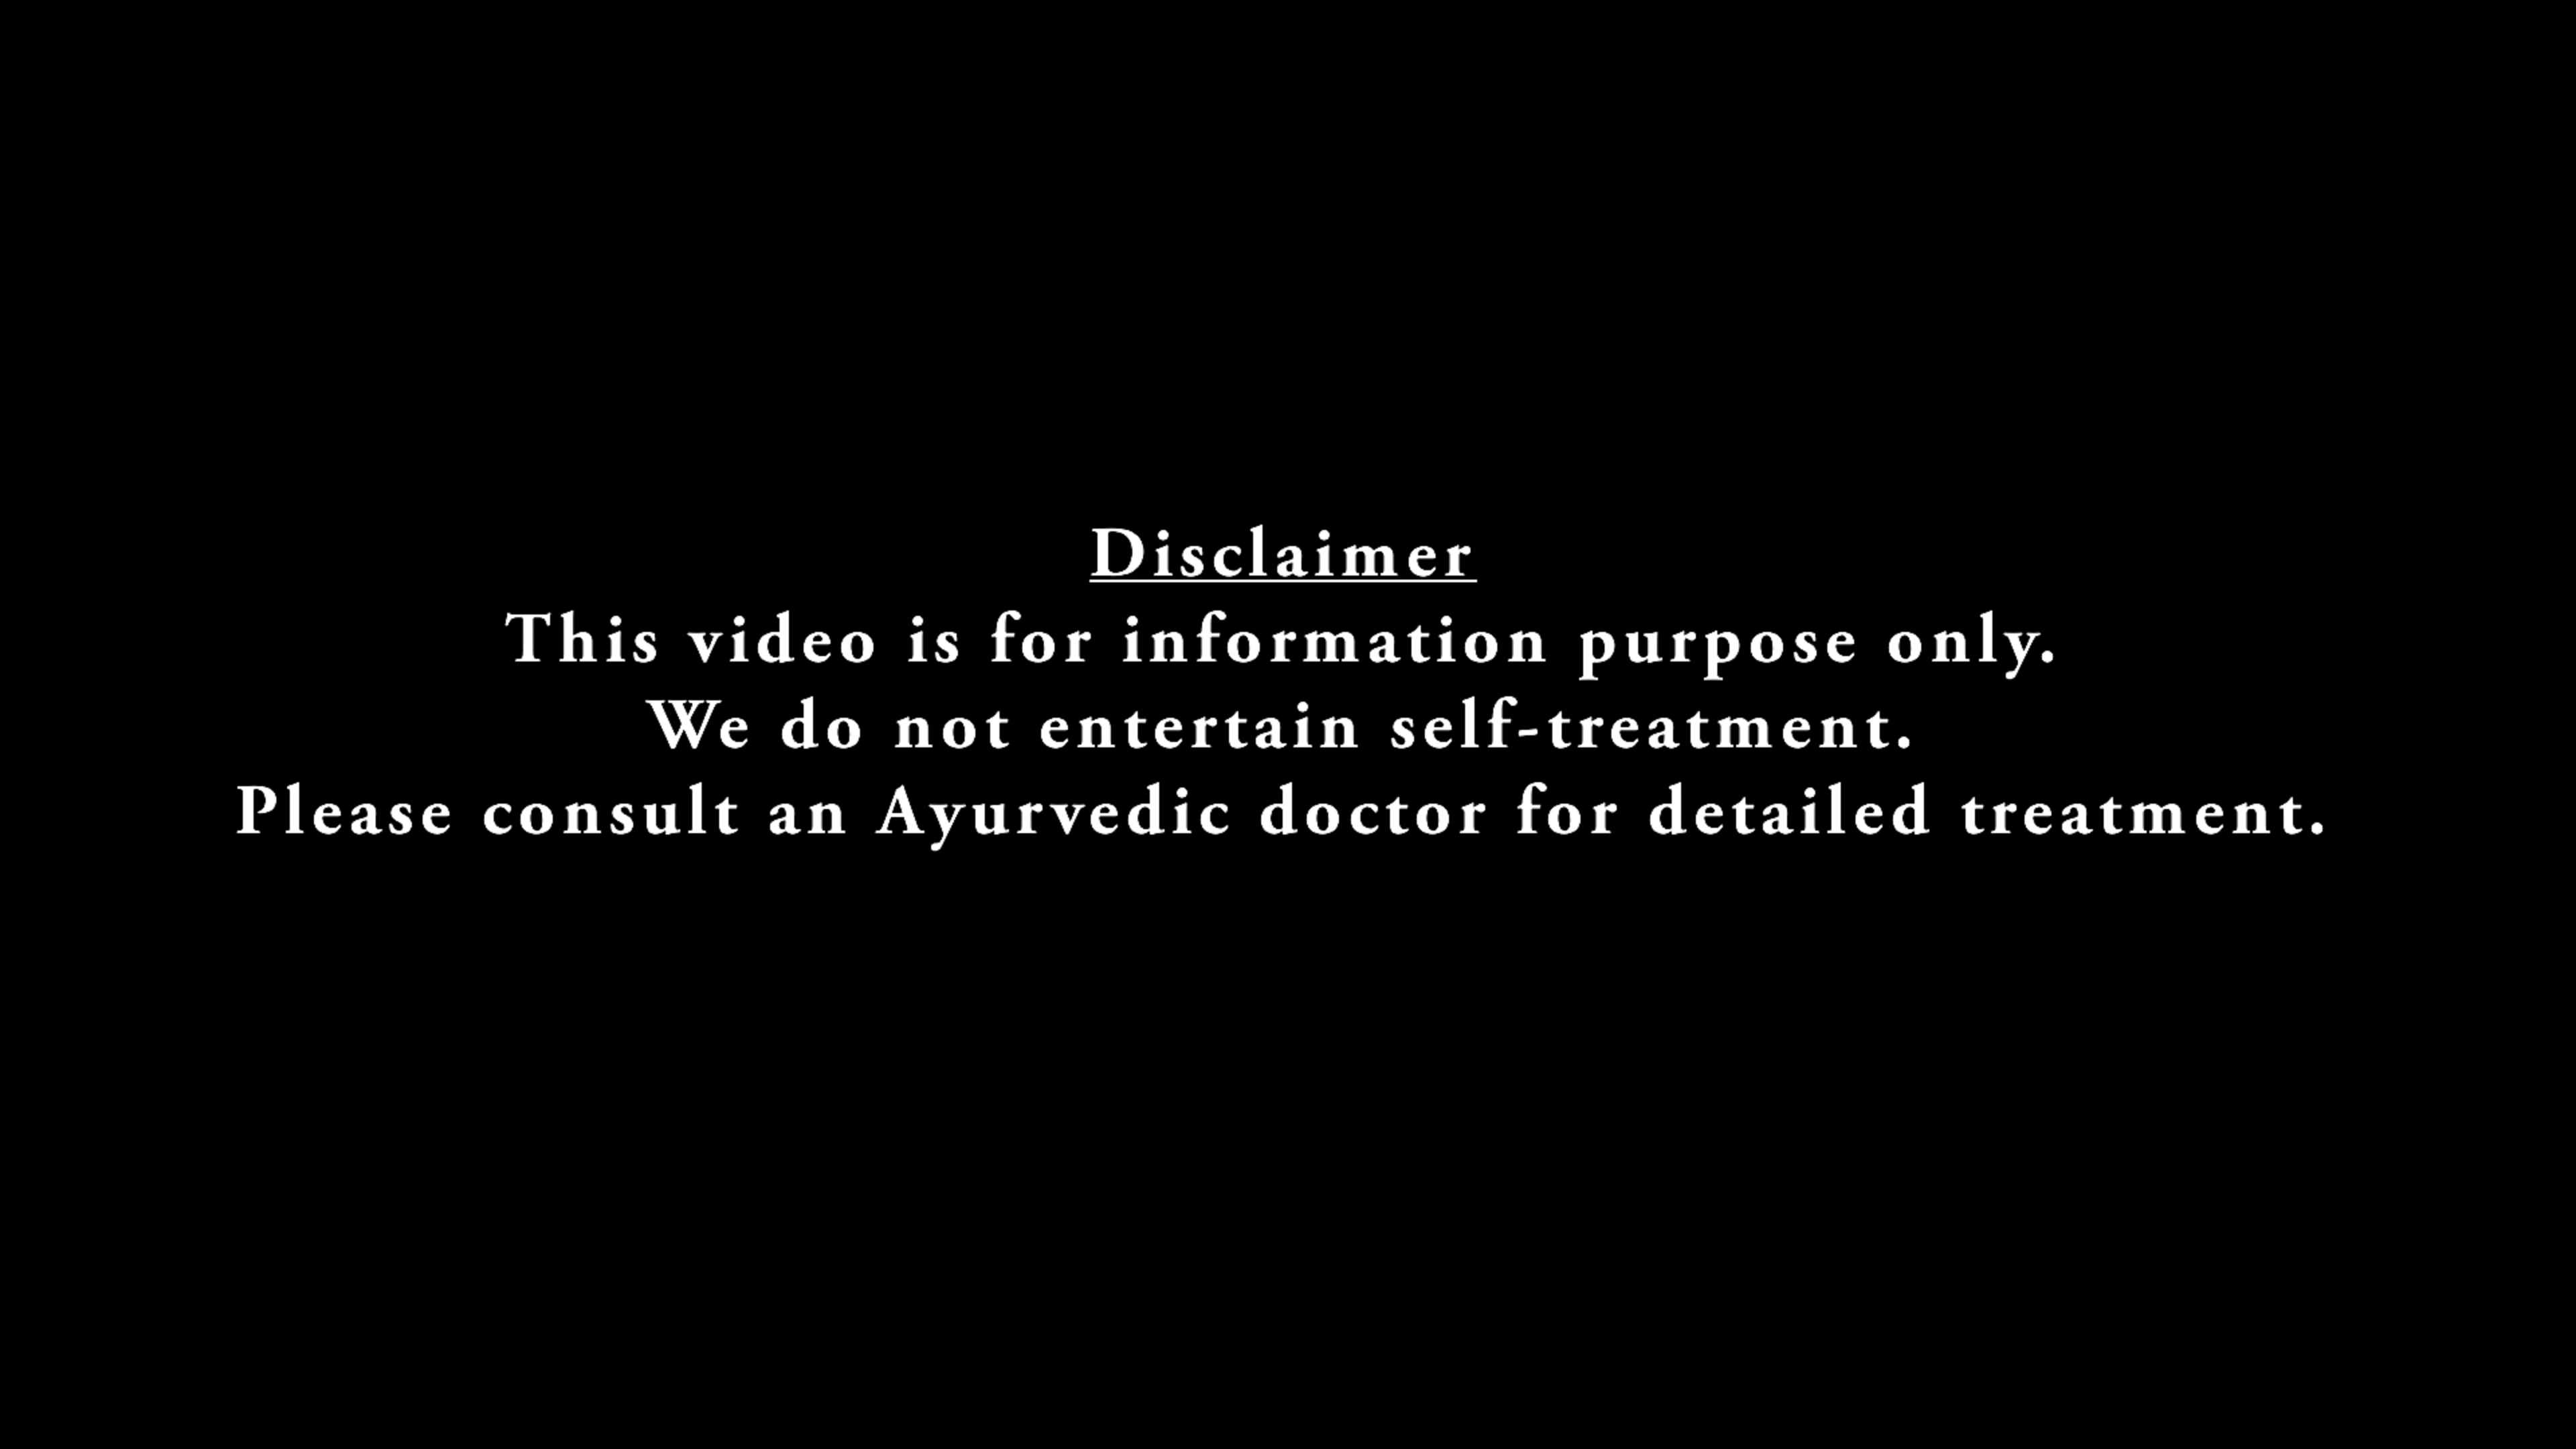 Disclaimer
This video is for information purpose only.
We do not entertain self-treatment.
Please consult an Ayurvedic doctor for detailed treatment.